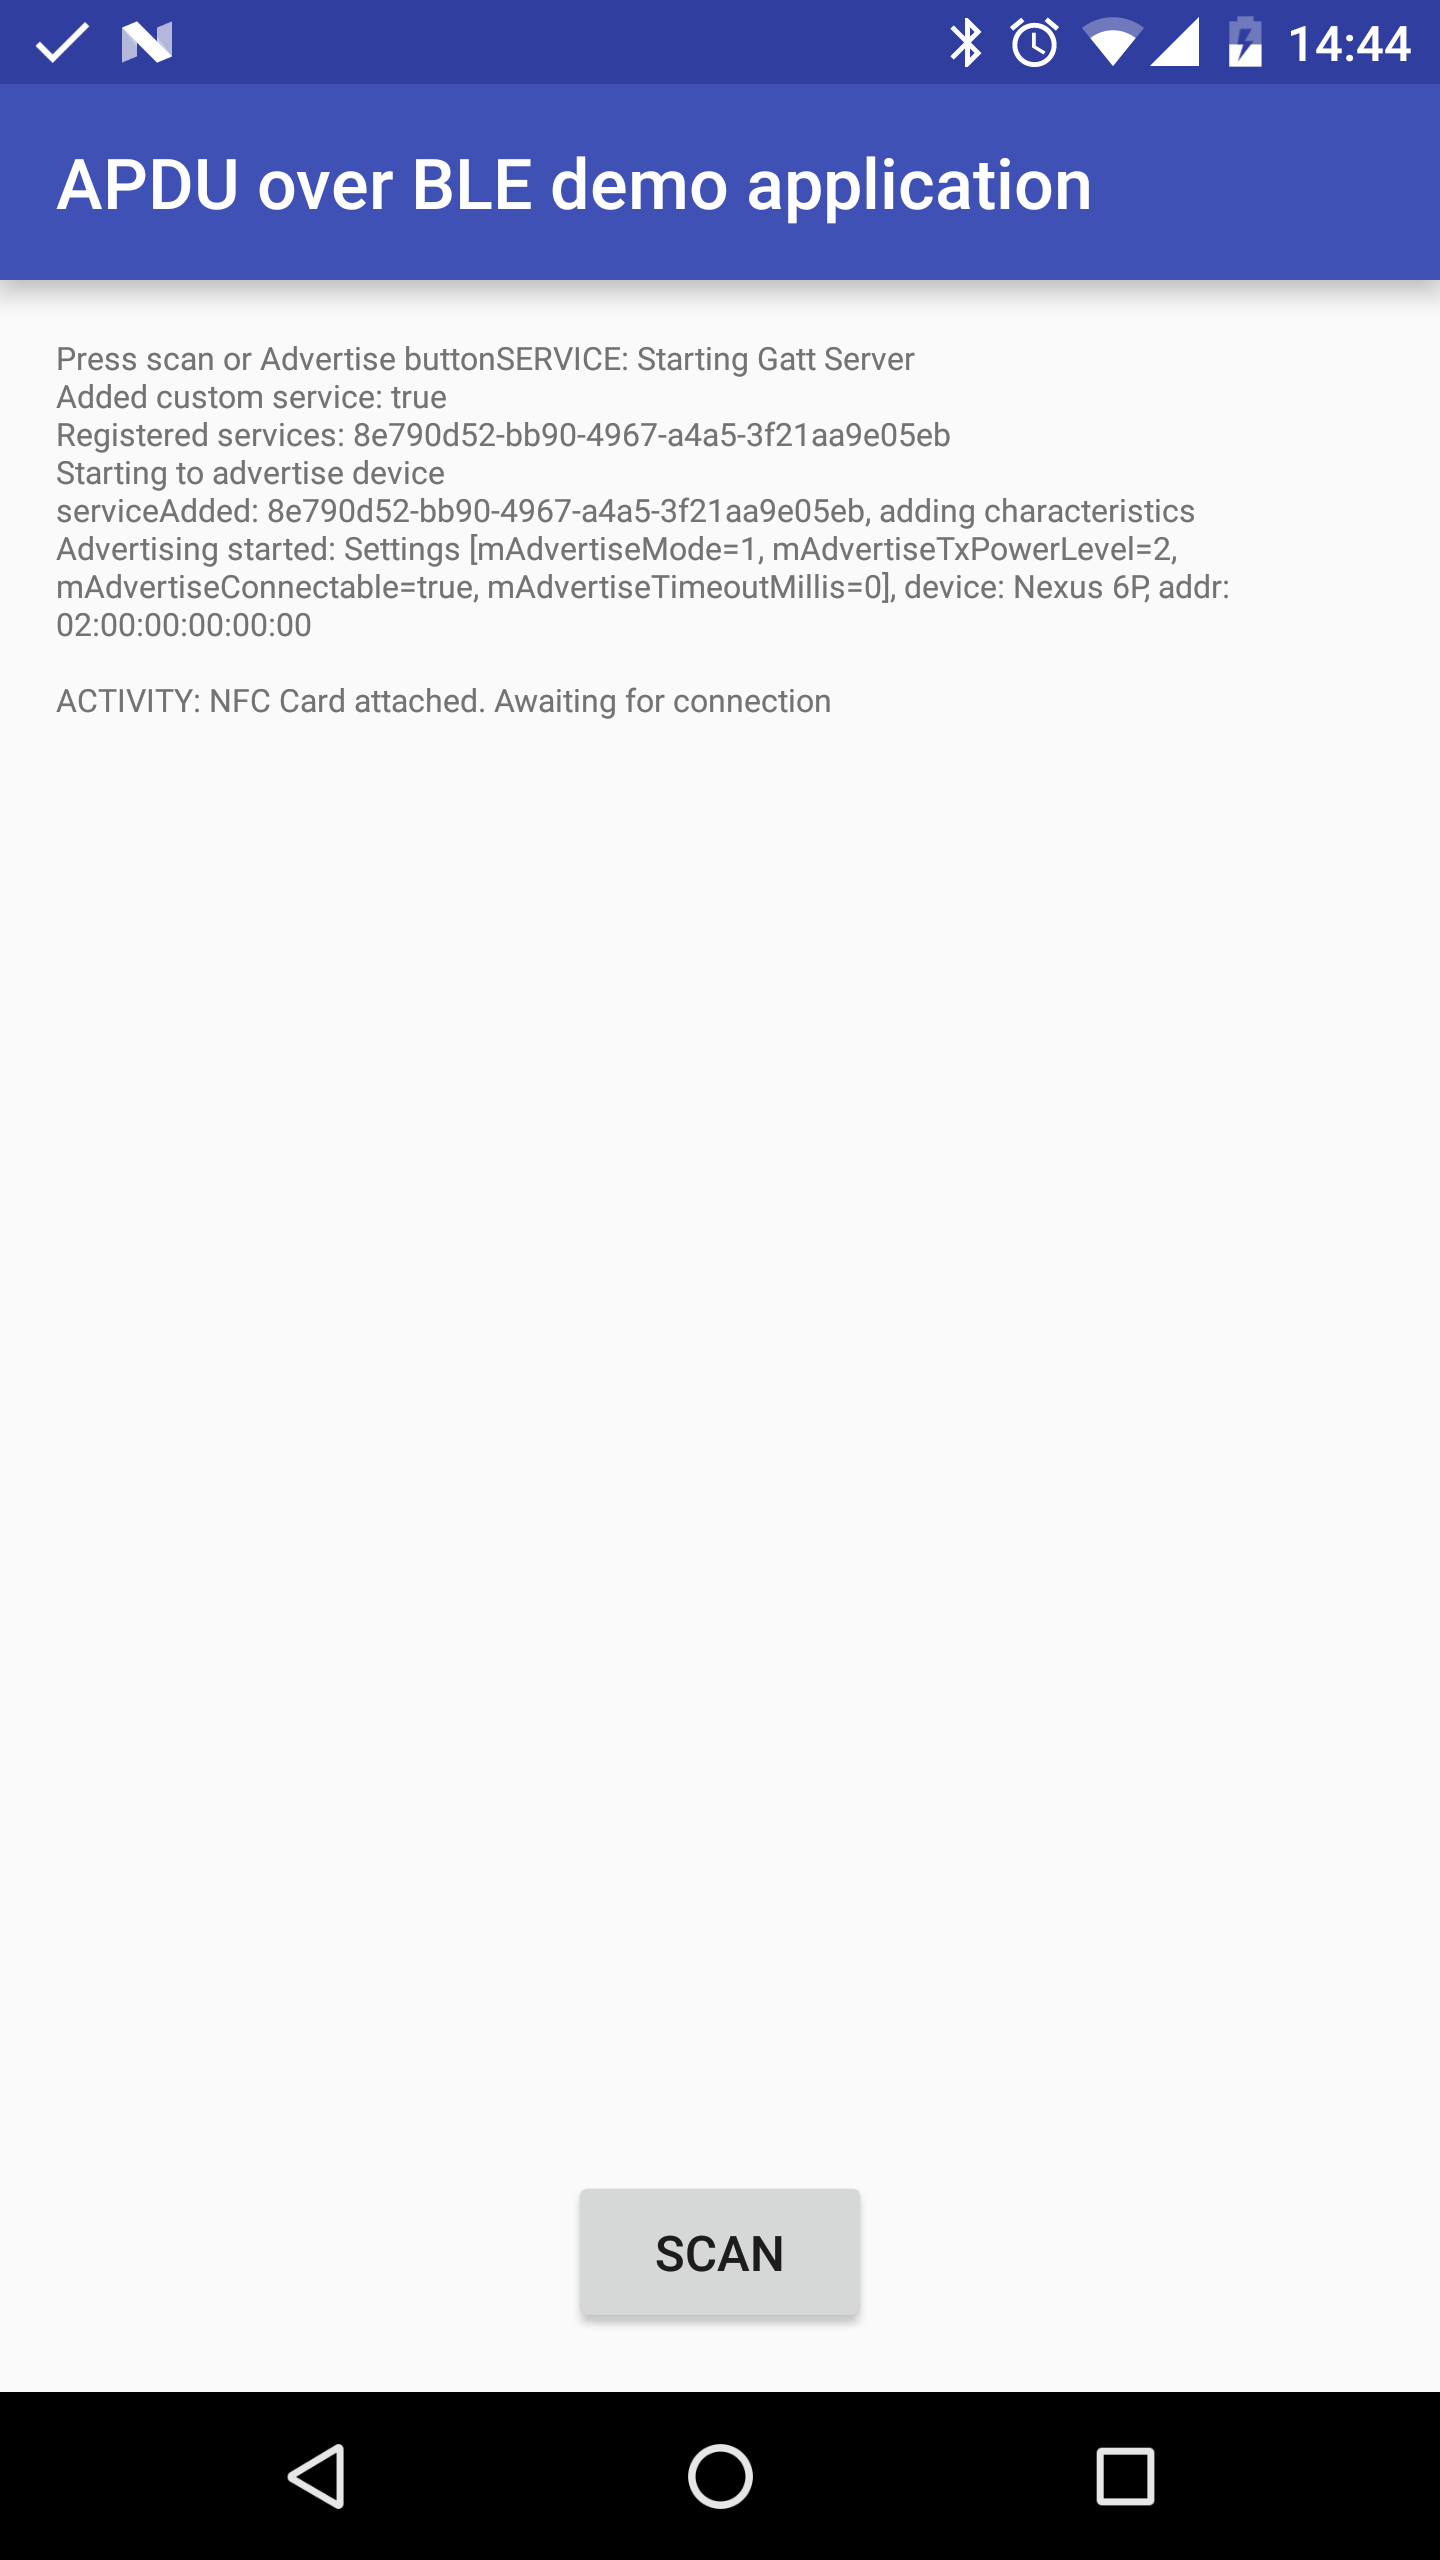 14:44
APDU over BLE demo application
Press scan or Advertise buttonSERVICE: Starting Gatt Server
Added custom service: true
Registered services: 8e790d52-bb90-4967-a4a5-3f21aa9e05eb
Starting to advertise device
serviceAdded: 8e790d52-bb90-4967-a4a5-3f21aa9e05eb, adding characteristics
Advertising started: Settings [mAdvertiseMode=1, mAdvertiseTxPowerLevel=2,
mAdvertiseConnectable=true, mAdvertiseTimeoutMillis=0], device: Nexus 6P, addr:
02:00:00:00:00:00
ACTIVITY: NFC Card attached. Awaiting for connection
SCAN